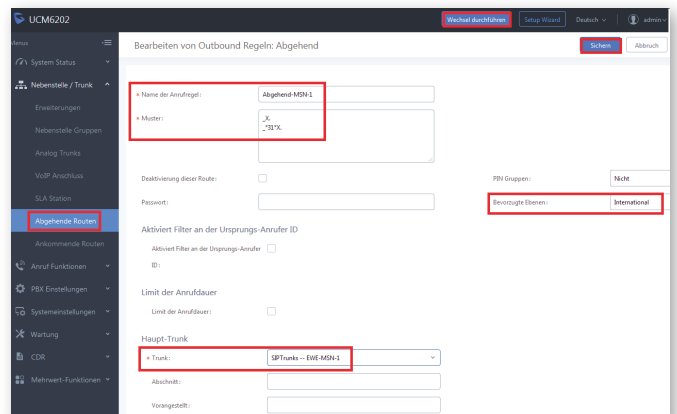 UCM6202
Wechsel durchführen
Setup Wizard
Deutsch
admin
Menus
Bearbeiten von Outbound Regeln: Abgehend
Sichern
Abbruch
System Status
Nebenstelle / Trunk
Erweiterungen
Nebenstelle Gruppen
Analog Trunks
VoIP Anschluss
SLA Station
Abgehende Routen
Ankommende Routen
Anruf Funktionen
PBX Einstellungen
Systemeinstellungen
Wartung
CDR
Mehrwert-Funktionen
* Name der Anrufregel:
Abgehend-MSN-1
* Muster:
_X.
_*31*X.
Deaktivierung dieser Route:
PIN Gruppen:
Nicht
Passwort:
Bevorzugte Ebenen:
International
Aktiviert Filter an der Ursprungs-Anrufer ID
Aktiviert Filter an der Ursprungs-Anrufer
ID:
Limit der Anrufdauer
Limit der Anrufdauer:
Haupt-Trunk
* Trunk:
SIPTrunks -- EWE-MSN-1
Abschnitt:
Vorangestellt: